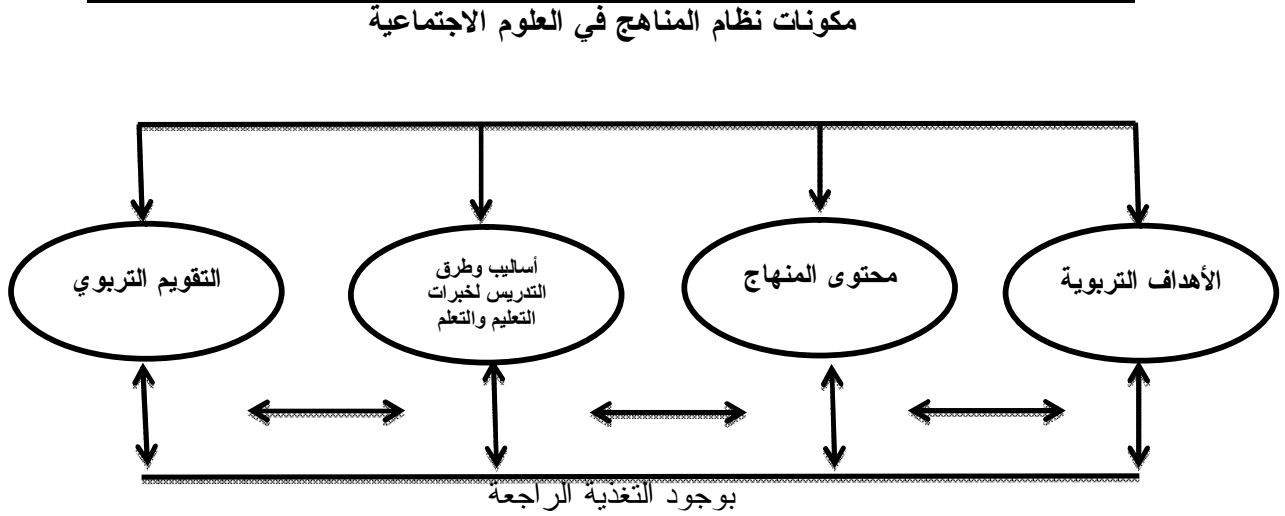 مكونات نظام المناهج في العلوم الاجتماعية
الأهداف التربوية
محتوى المنهاج
أساليب وطرق
التدريس لخبرات
التعليم والتعلم
التقويم التربوي
بوجود التغذية الراجعة